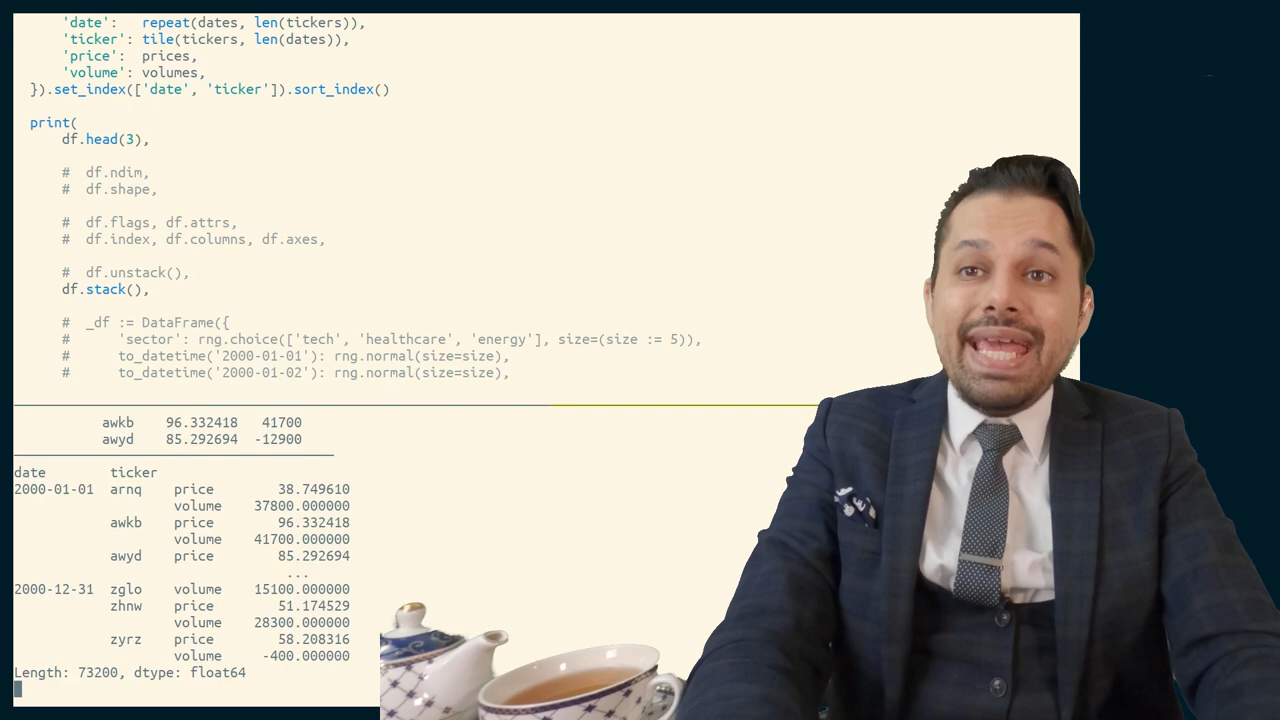 'date':   repeat(dates, len(tickers)),
'ticker': tile(tickers, len(dates)),
'price':  prices,
'volume': volumes,
}).set_index(['date', 'ticker']).sort_index()
print(
df.head(3),
#  df.ndim,
#  df.shape,
#  df.flags, df.attrs,
#  df.index, df.columns, df.axes,
#  df.unstack(),
df.stack(),
#  _df := DataFrame({
#      'sector': rng.choice(['tech', 'healthcare', 'energy'], size=(size := 5)),
#      to_datetime('2000-01-01'): rng.normal(size=size),
#      to_datetime('2000-01-02'): rng.normal(size=size),
awkb    96.332418   41700
awyd    85.292694  -12900
date        ticker
2000-01-01  arnq    price        38.749610
volume    37800.000000
awkb    price        96.332418
volume    41700.000000
awyd    price        85.292694
...
2000-12-31  zglo    volume    15100.000000
zhnw    price        51.174529
volume    28300.000000
zyrz    price        58.208316
volume     -400.000000
Length: 73200, dtype: float64